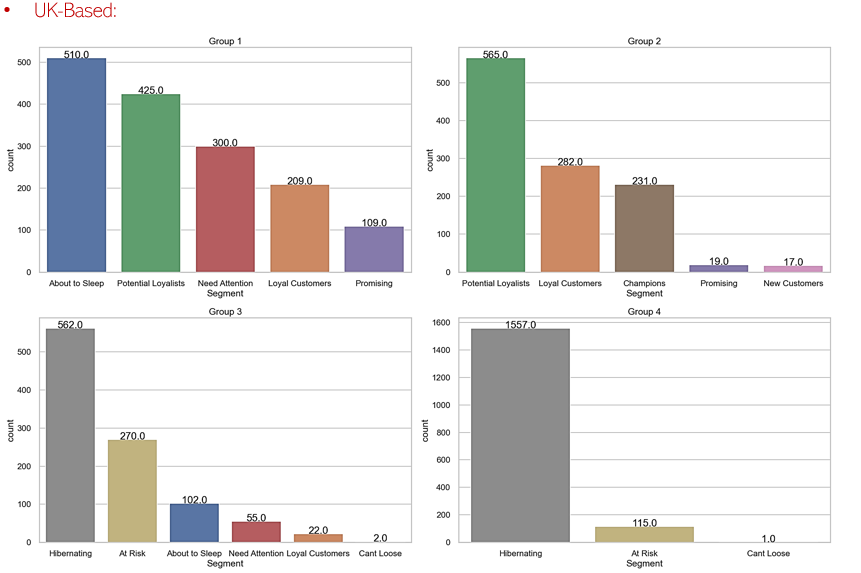 • UK-Based:
Group 1
510.0
425.0
300.0
209.0
109.0
500
400
300
200
100
0
count
About to Sleep Potential Loyalists Need Attention Loyal Customers Promising
Segment
Group 2
565.0
282.0
231.0
19.0
17.0
500
400
300
200
100
0
count
Potential Loyalists Loyal Customers Champions Promising New Customers
Segment
Group 3
562.0
270.0
102.0
55.0
22.0
2.0
500
400
300
200
100
0
count
Hibernating At Risk About to Sleep Need Attention Loyal Customers Cant Loose
Segment
Group 4
1557.0
115.0
1.0
1600
1400
1200
1000
800
600
400
200
0
count
Hibernating At Risk Cant Loose
Segment